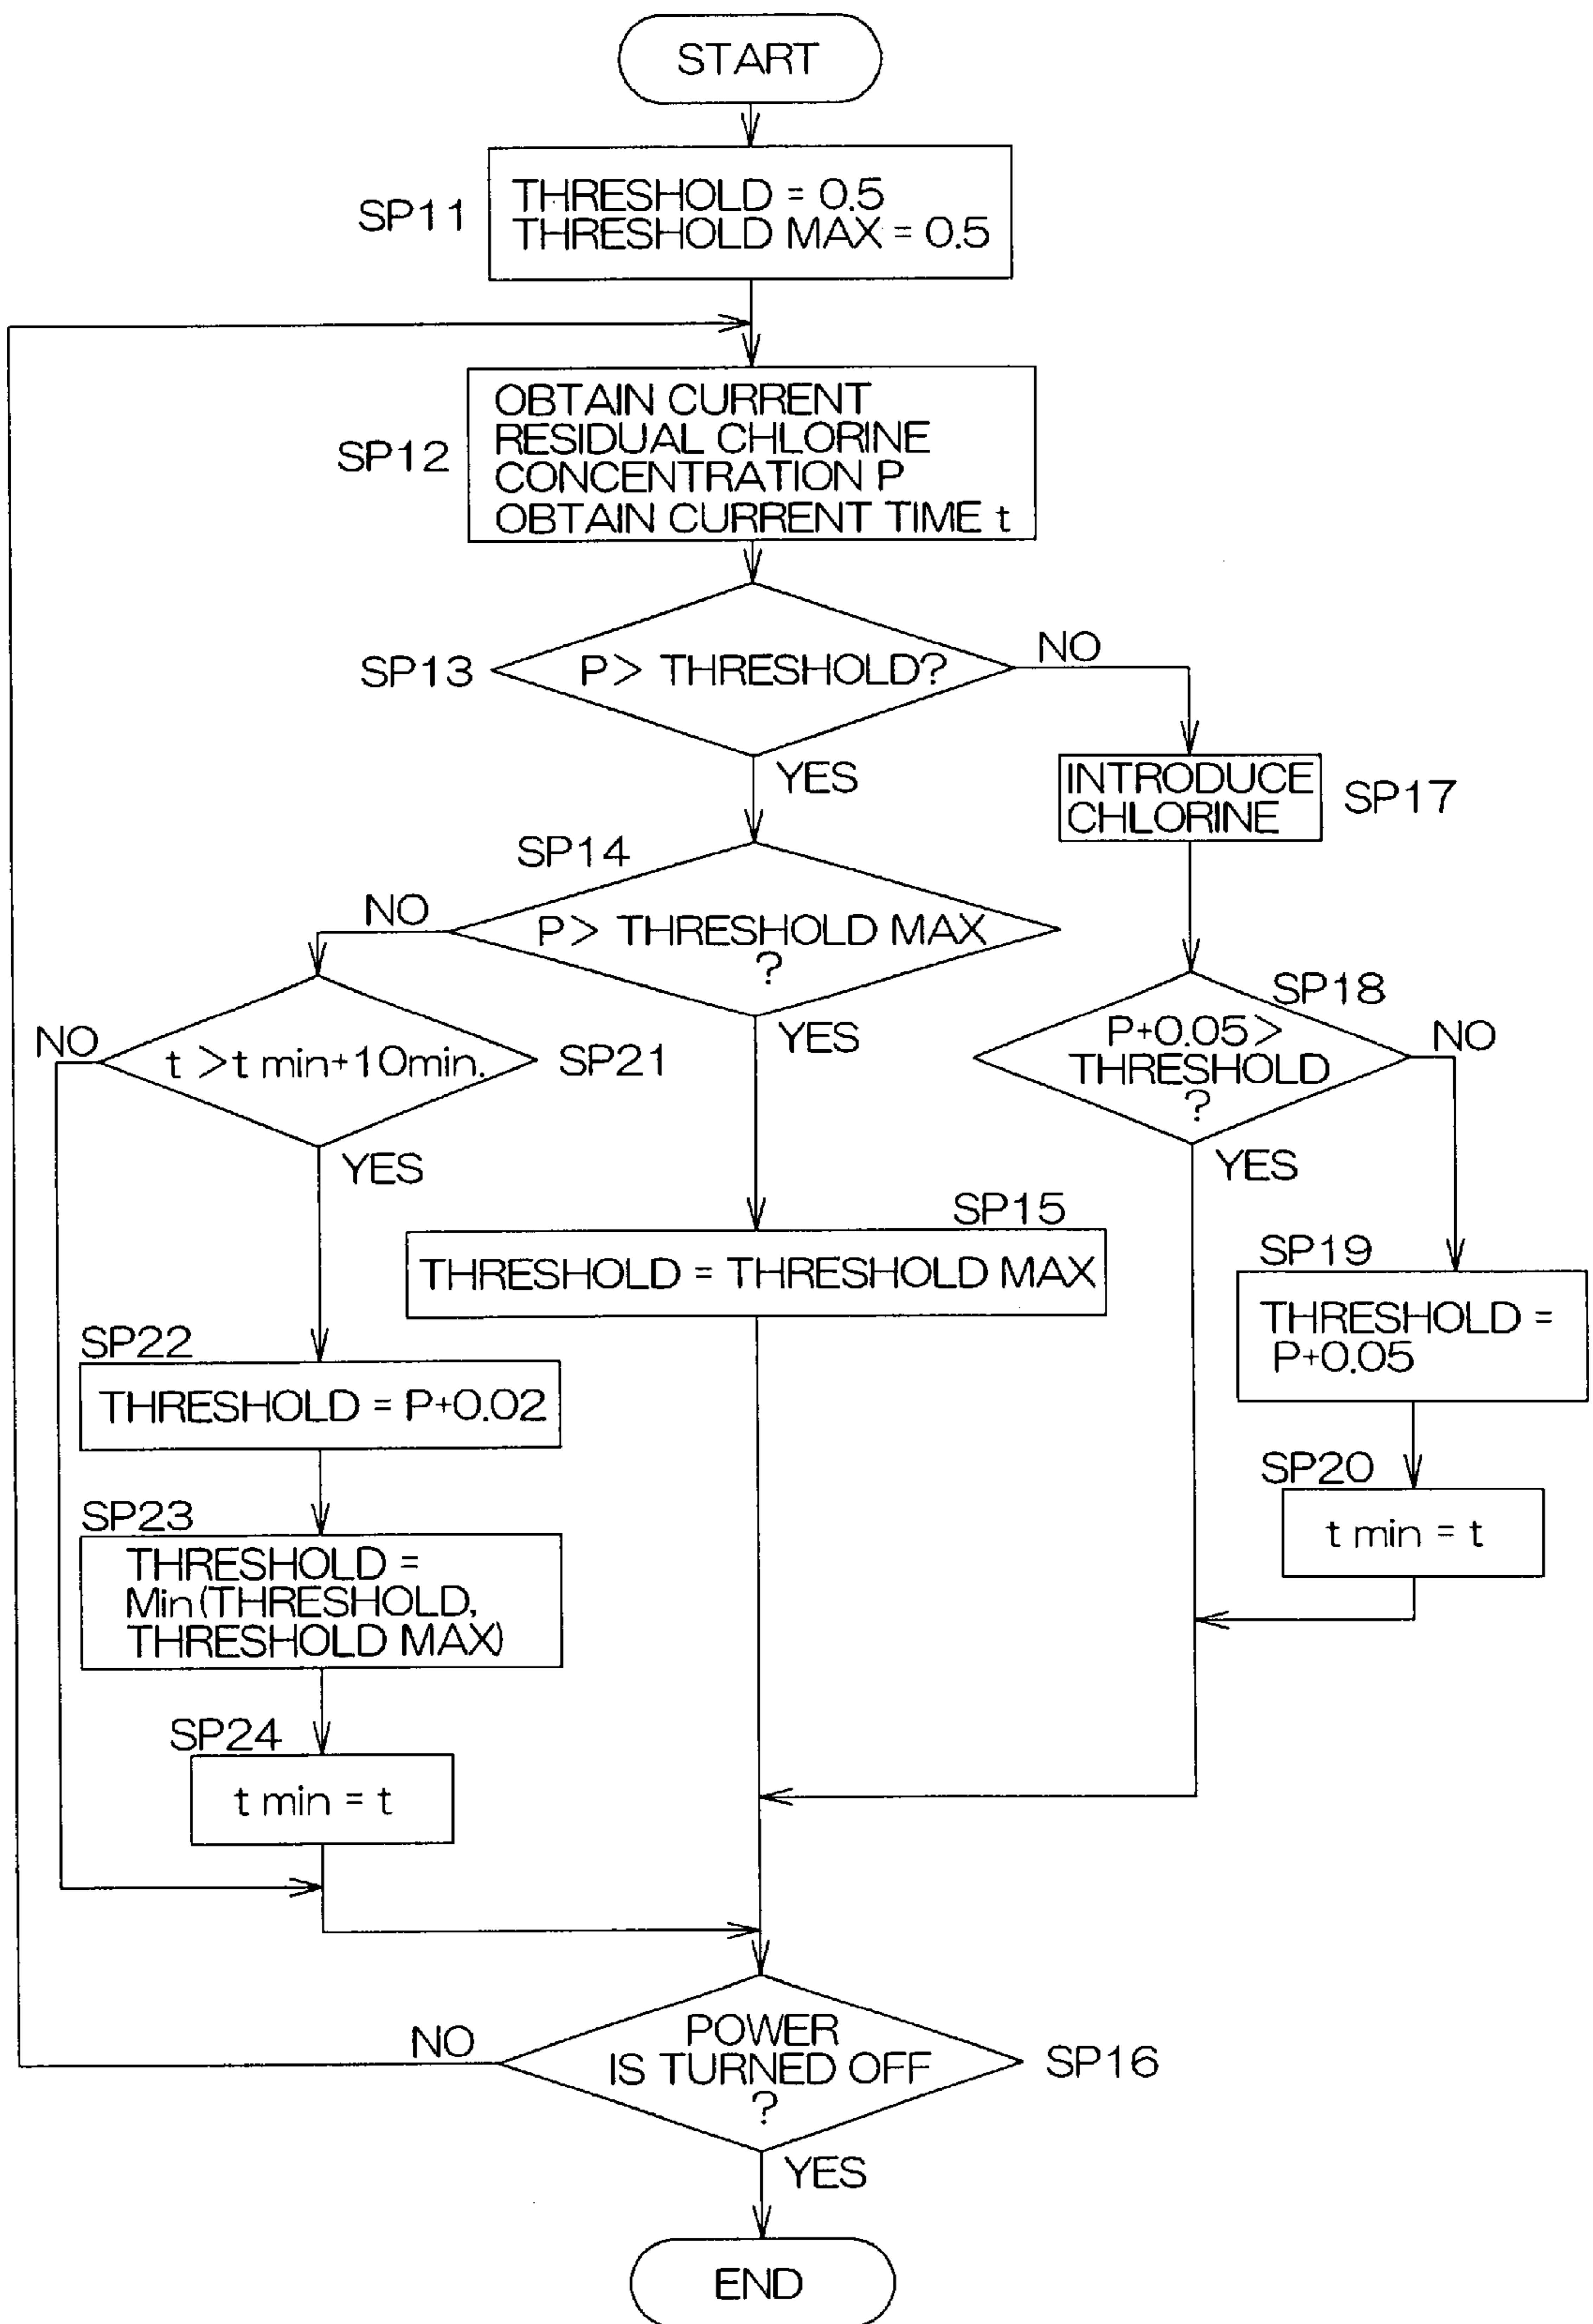 START
SP11
THRESHOLD = 0.5
THRESHOLD MAX = 0.5
SP12
OBTAIN CURRENT
RESIDUAL CHLORINE
CONCENTRATION P
OBTAIN CURRENT TIME t
SP13
P> THRESHOLD?
NO
YES
INTRODUCE
CHLORINE
SP17
SP14
NO
P> THRESHOLD MAX
?
YES
SP18
P+0.05>
THRESHOLD
?
NO
YES
NO
t >t min+10min.
SP21
YES
SP15
THRESHOLD = THRESHOLD MAX
SP19
THRESHOLD =
P+0.05
SP22
THRESHOLD = P+0.02
SP20
t min = t
SP23
THRESHOLD =
Min(THRESHOLD,
THRESHOLD MAX)
SP24
t min = t
NO
POWER
IS TURNED OFF
?
SP16
YES
END